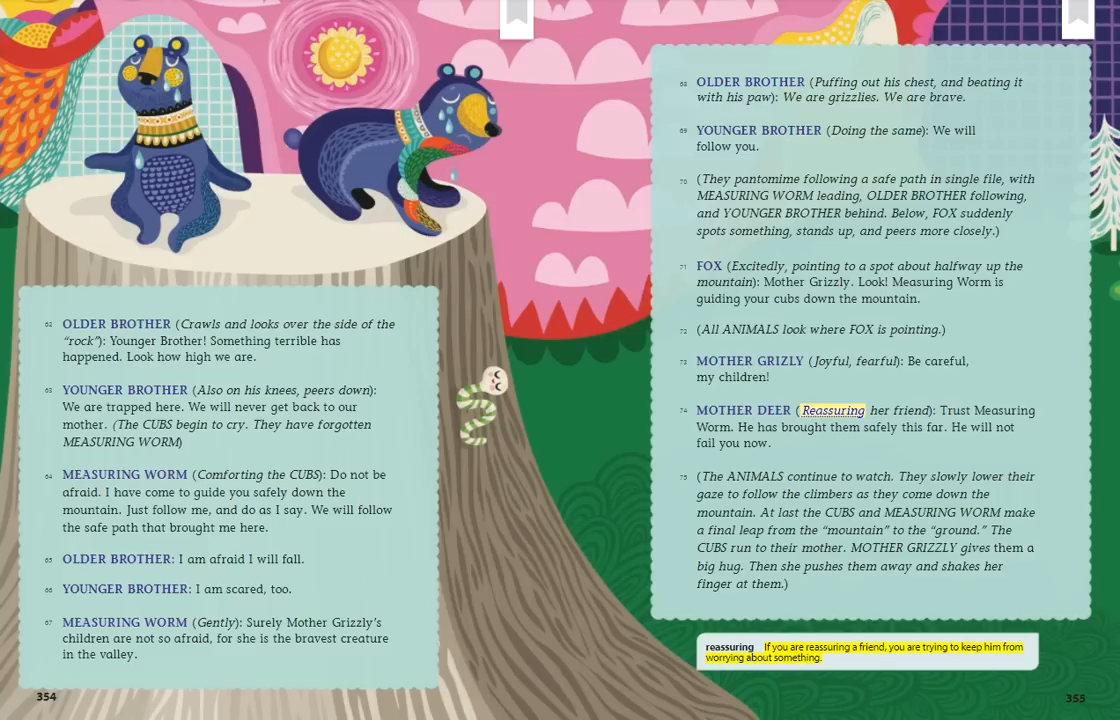 62 OLDER BROTHER (Crawls and looks over the side of the
“rock”): Younger Brother! Something terrible has
happened. Look how high we are.
63 YOUNGER BROTHER (Also on his knees, peers down):
We are trapped here. We will never get back to our
mother. (The CUBS begin to cry. They have forgotten
MEASURING WORM)
64 MEASURING WORM (Comforting the CUBS): Do not be
afraid. I have come to guide you safely down the
mountain. Just follow me, and do as I say. We will follow
the safe path that brought me here.
65 OLDER BROTHER: I am afraid I will fall.
66 YOUNGER BROTHER: I am scared, too.
67 MEASURING WORM (Gently): Surely Mother Grizzly’s
children are not so afraid, for she is the bravest creature
in the valley.
354
68 OLDER BROTHER (Puffing out his chest, and beating it
with his paw): We are grizzlies. We are brave.
69 YOUNGER BROTHER (Doing the same): We will
follow you.
70 (They pantomime following a safe path in single file, with
MEASURING WORM leading, OLDER BROTHER following,
and YOUNGER BROTHER behind. Below, FOX suddenly
spots something, stands up, and peers more closely.)
71 FOX (Excitedly, pointing to a spot about halfway up the
mountain): Mother Grizzly. Look! Measuring Worm is
guiding your cubs down the mountain.
72 (All ANIMALS look where FOX is pointing.)
73 MOTHER GRIZLY (Joyful, fearful): Be careful,
my children!
74 MOTHER DEER (Reassuring her friend): Trust Measuring
Worm. He has brought them safely this far. He will not
fail you now.
75 (The ANIMALS continue to watch. They slowly lower their
gaze to follow the climbers as they come down the
mountain. At last the CUBS and MEASURING WORM make
a final leap from the “mountain” to the “ground.” The
CUBS run to their mother. MOTHER GRIZZLY gives them a
big hug. Then she pushes them away and shakes her
finger at them.)
reassuring If you are reassuring a friend, you are trying to keep him from
worrying about something.
355